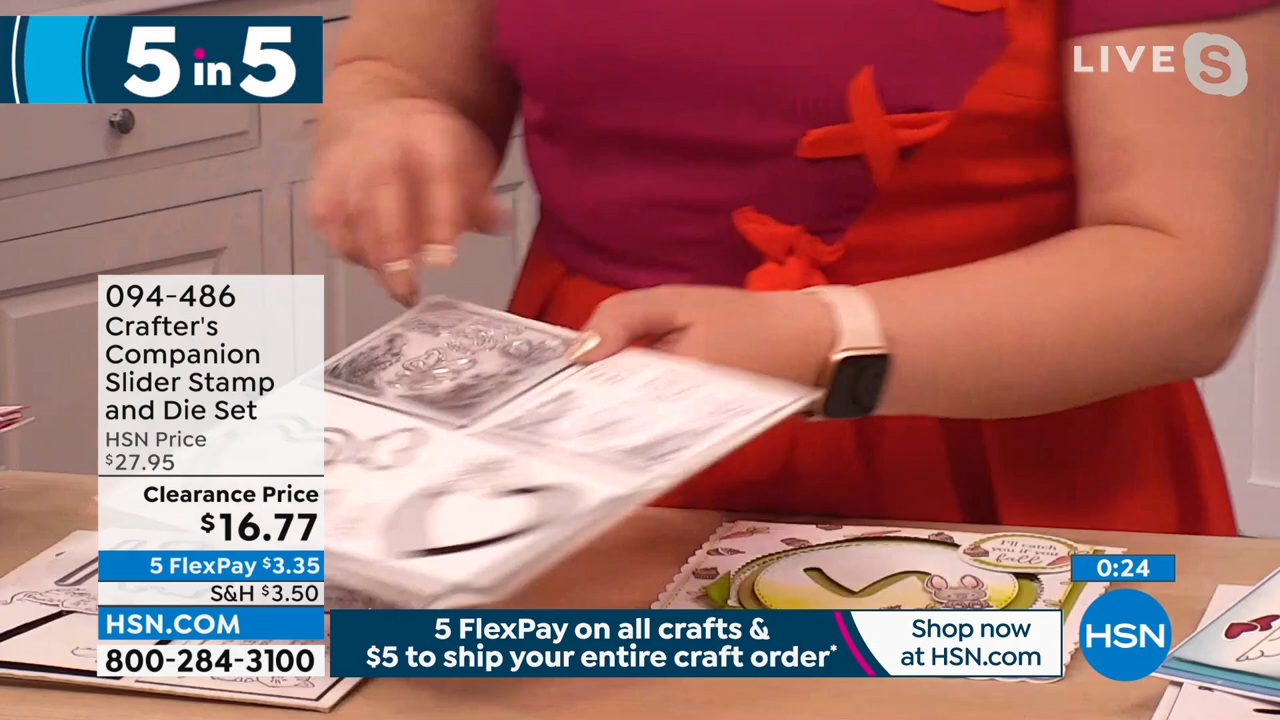 5 in 5
LIVE S
094-486
Crafter's
Companion
Slider Stamp
and Die Set
HSN Price
$27.95
Clearance Price
$16.77
5 FlexPay $3.35
S&H $3.50
HSN.COM
800-284-3100
I'll catch
you if you
fall
0:24
5 FlexPay on all crafts &
$5 to ship your entire craft order*
Shop now
at HSN.com
HSN